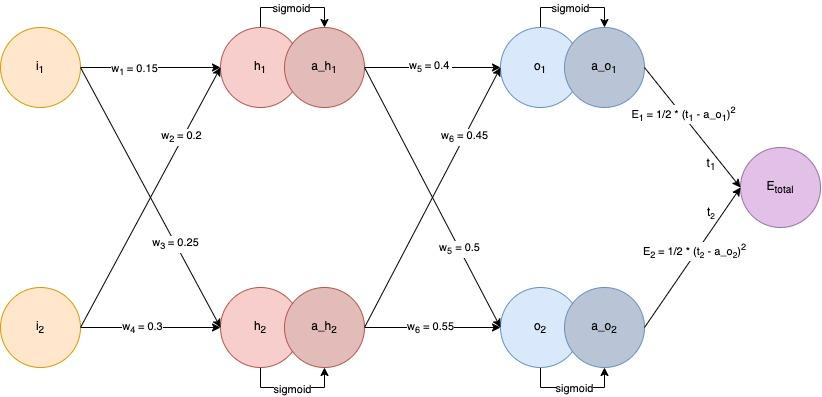 sigmoid
sigmoid
i₁
w₁ = 0.15
h₁
a_h₁
w₅ = 0.4
o₁
a_o₁
E₁ = 1/2 * (t₁ - a_o₁)²
w₂ = 0.2
w₆ = 0.45
t₁
E_total
t₂
w₃ = 0.25
w₅ = 0.5
E₂ = 1/2 * (t₂ - a_o₂)²
i₂
w₄ = 0.3
h₂
a_h₂
w₆ = 0.55
o₂
a_o₂
sigmoid
sigmoid